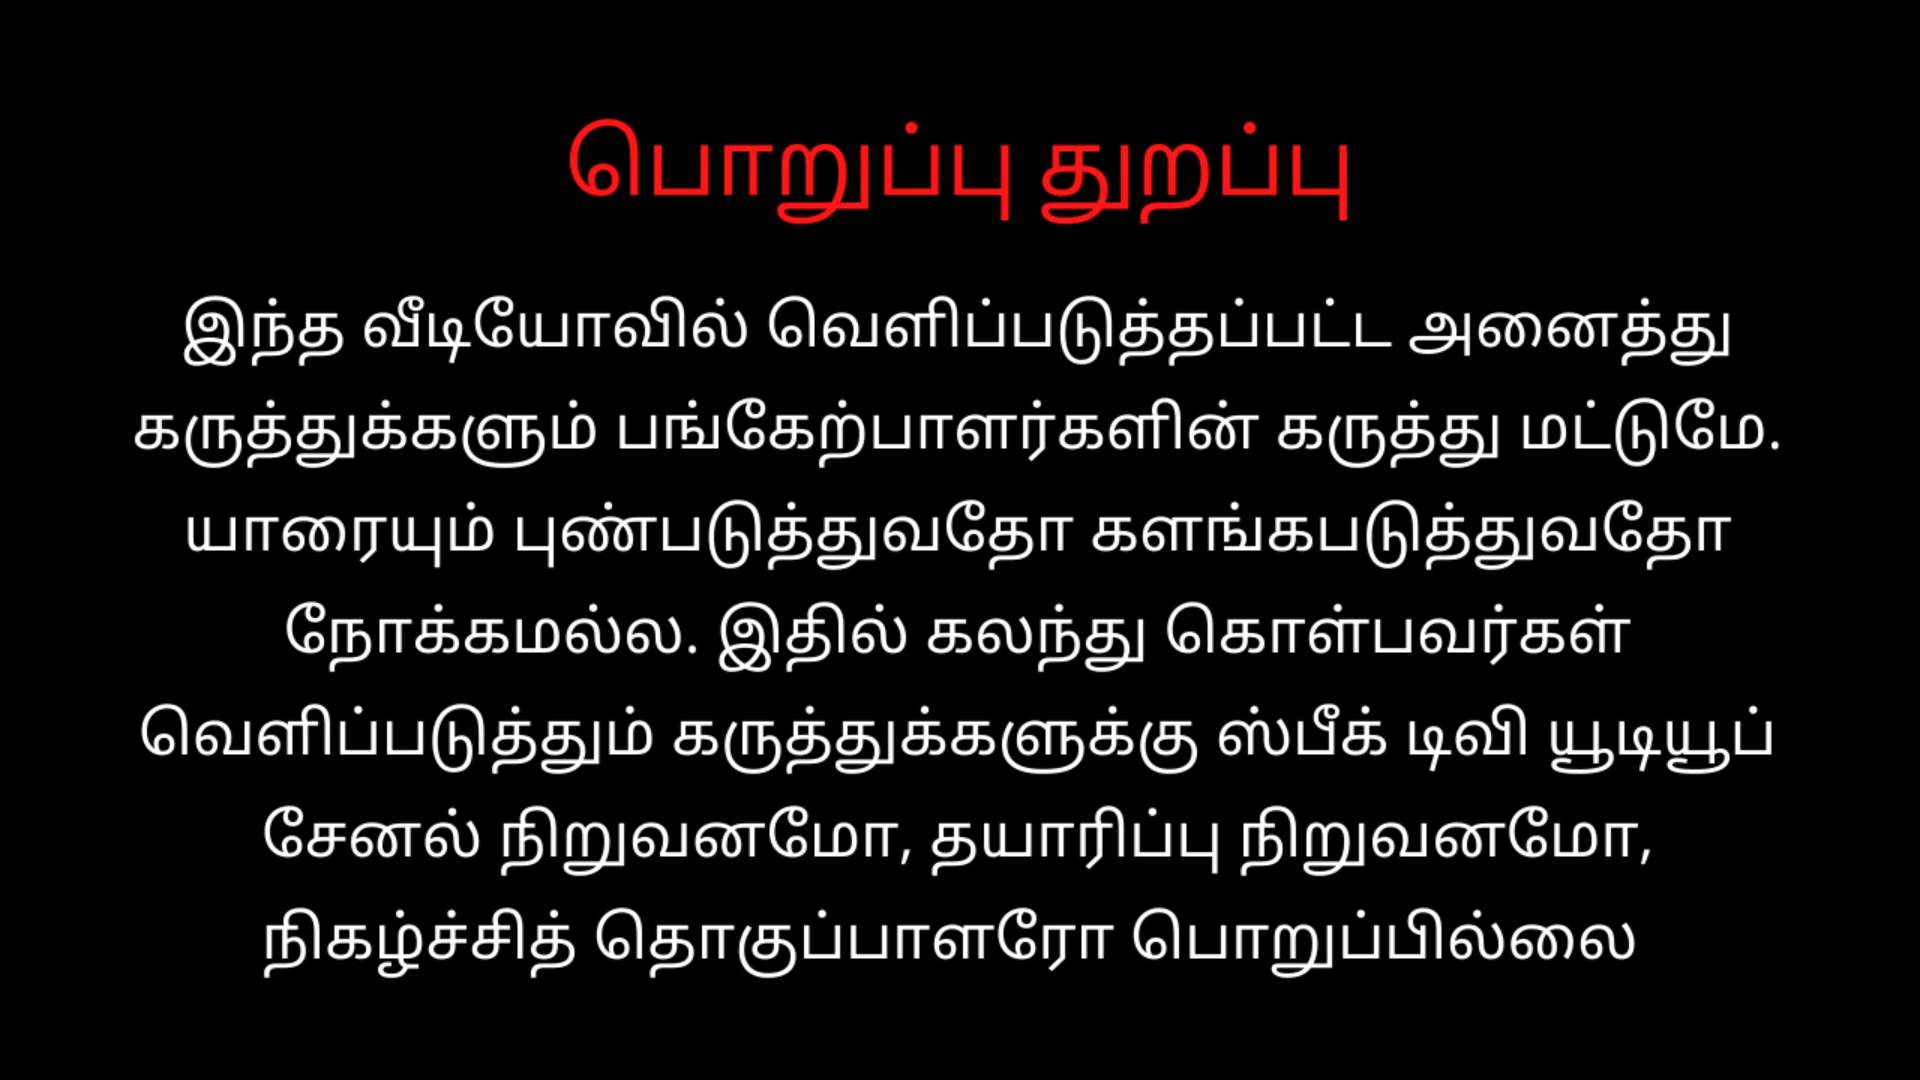 பொறுப்பு துறப்பு
இந்த வீடியோவில் வெளிப்படுத்தப்பட்ட அனைத்து
கருத்துக்களும் பங்கேற்பாளர்களின் கருத்து மட்டுமே.
யாரையும் புண்படுத்துவதோ களங்கபடுத்துவதோ
நோக்கமல்ல. இதில் கலந்து கொள்பவர்கள்
வெளிப்படுத்தும் கருத்துக்களுக்கு ஸ்பீக் டிவி யூடியூப்
சேனல் நிறுவனமோ, தயாரிப்பு நிறுவனமோ,
நிகழ்ச்சித் தொகுப்பாளரோ பொறுப்பில்லை